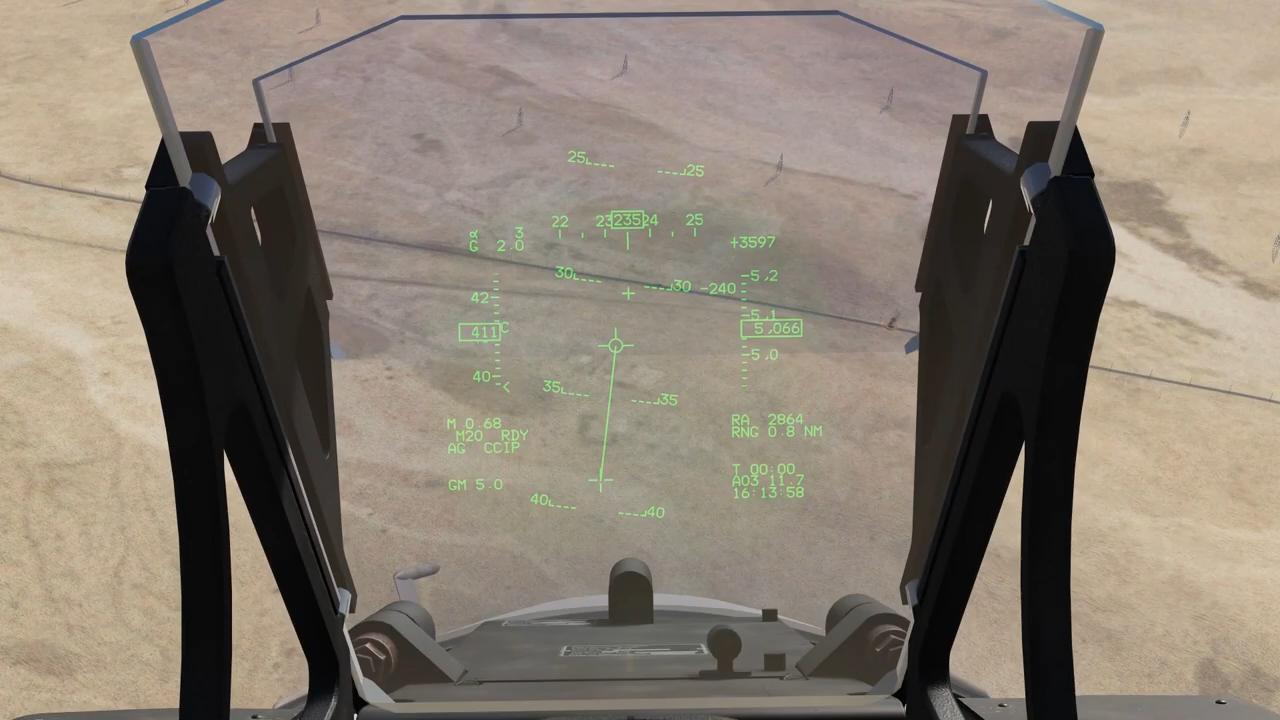 25 25
22 23 235 24 25
α 3
G 2.0
+3597
30 30 -240
5.2
42
5.1
411 C
5,066
5.0
40 <
35 35
M 0.68
M20 RDY
AG CCIP
RA 2864
RNG 0.8 NM
GM 5.0
T 00:00
A03 11.7
16:13:58
40 40